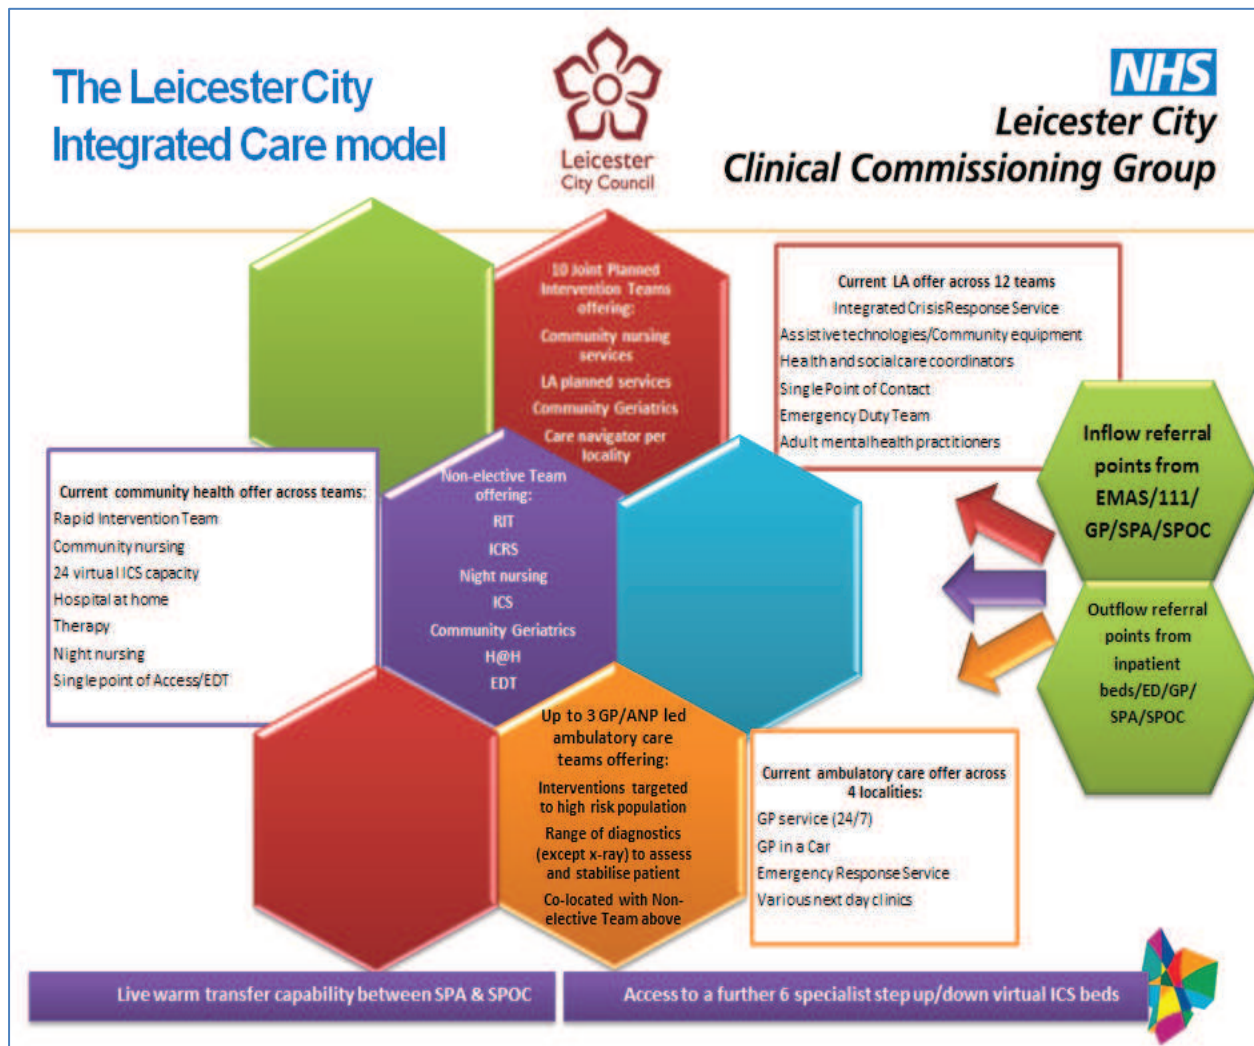 The Leicester City
Integrated Care model
Leicester
City Council
NHS
Leicester City
Clinical Commissioning Group
10 Joint Planned
Intervention Teams
offering:
Community nursing
services
LA planned services
Community Geriatrics
Care navigator per
locality
Current LA offer across 12 teams
Integrated Crisis Response Service
Assistive technologies/Community equipment
Health and social care coordinators
Single Point of Contact
Emergency Duty Team
Adult mental health practitioners
Inflow referral
points from
EMAS/111/
GP/SPA/SPOC
Outflow referral
points from
inpatient
beds/ED/GP/
SPA/SPOC
Current community health offer across teams:
Rapid Intervention Team
Community nursing
24 virtual ICS capacity
Hospital at home
Therapy
Night nursing
Single point of Access/EDT
Non-elective Team
offering:
RIT
ICRS
Night nursing
ICS
Community Geriatrics
H@H
EDT
Up to 3 GP/ANP led
ambulatory care
teams offering:
Interventions targeted
to high risk population
Range of diagnostics
(except x-ray) to assess
and stabilise patient
Co-located with Non-
elective Team above
Current ambulatory care offer across
4 localities:
GP service (24/7)
GP in a Car
Emergency Response Service
Various next day clinics
Live warm transfer capability between SPA & SPOC
Access to a further 6 specialist step up/down virtual ICS beds